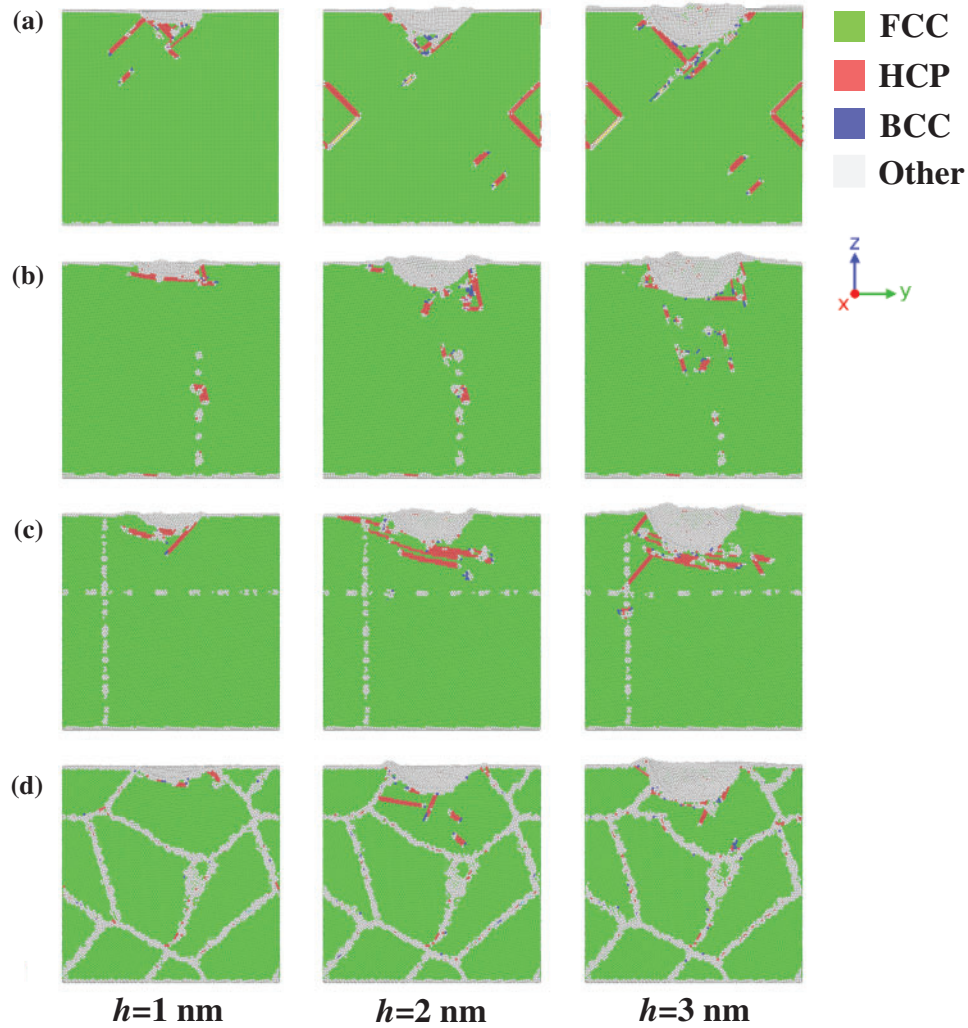 (a)
FCC
HCP
BCC
Other
(b)
z
x
y
(c)
(d)
h=1 nm
h=2 nm
h=3 nm